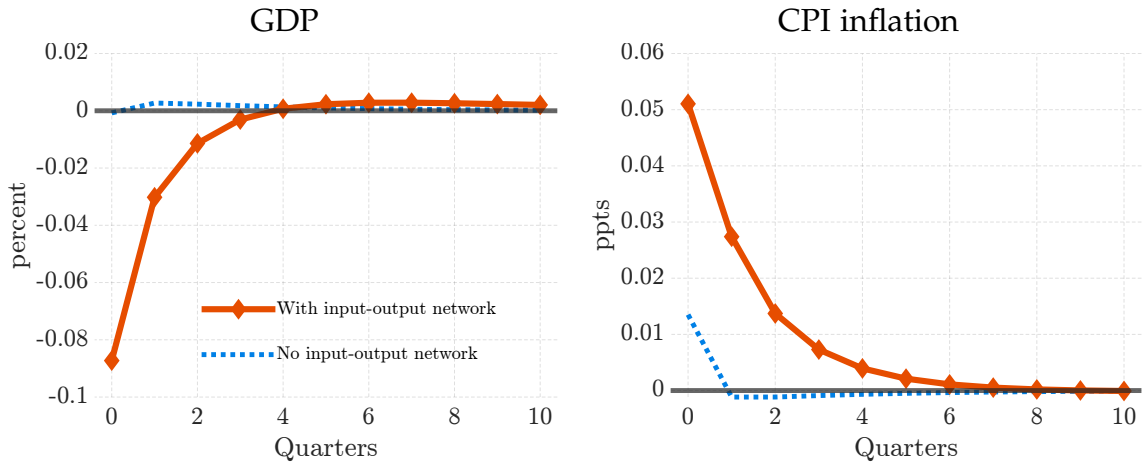 GDP
percent
0.02
0
-0.02
-0.04
-0.06
-0.08
-0.1
With input-output network
No input-output network
0 2 4 6 8 10
Quarters
CPI inflation
ppts
0.06
0.05
0.04
0.03
0.02
0.01
0
0 2 4 6 8 10
Quarters